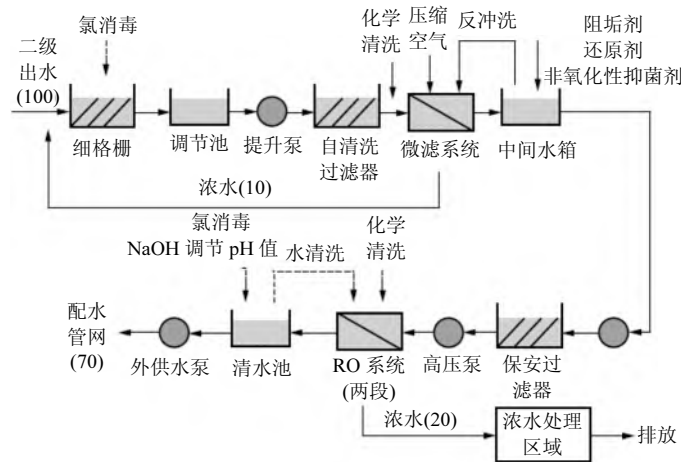 氯消毒
二级
出水
(100)
细格栅
调节池
提升泵
自清洗
过滤器
化学
清洗
压缩
空气
反冲洗
微滤系统
阻垢剂
还原剂
非氧化性抑菌剂
中间水箱
浓水(10)
氯消毒
NaOH 调节 pH 值
水清洗
化学
清洗
配水
管网
(70)
外供水泵
清水池
RO 系统
(两段)
高压泵
保安过
滤器
浓水(20)
浓水处理
区域
排放